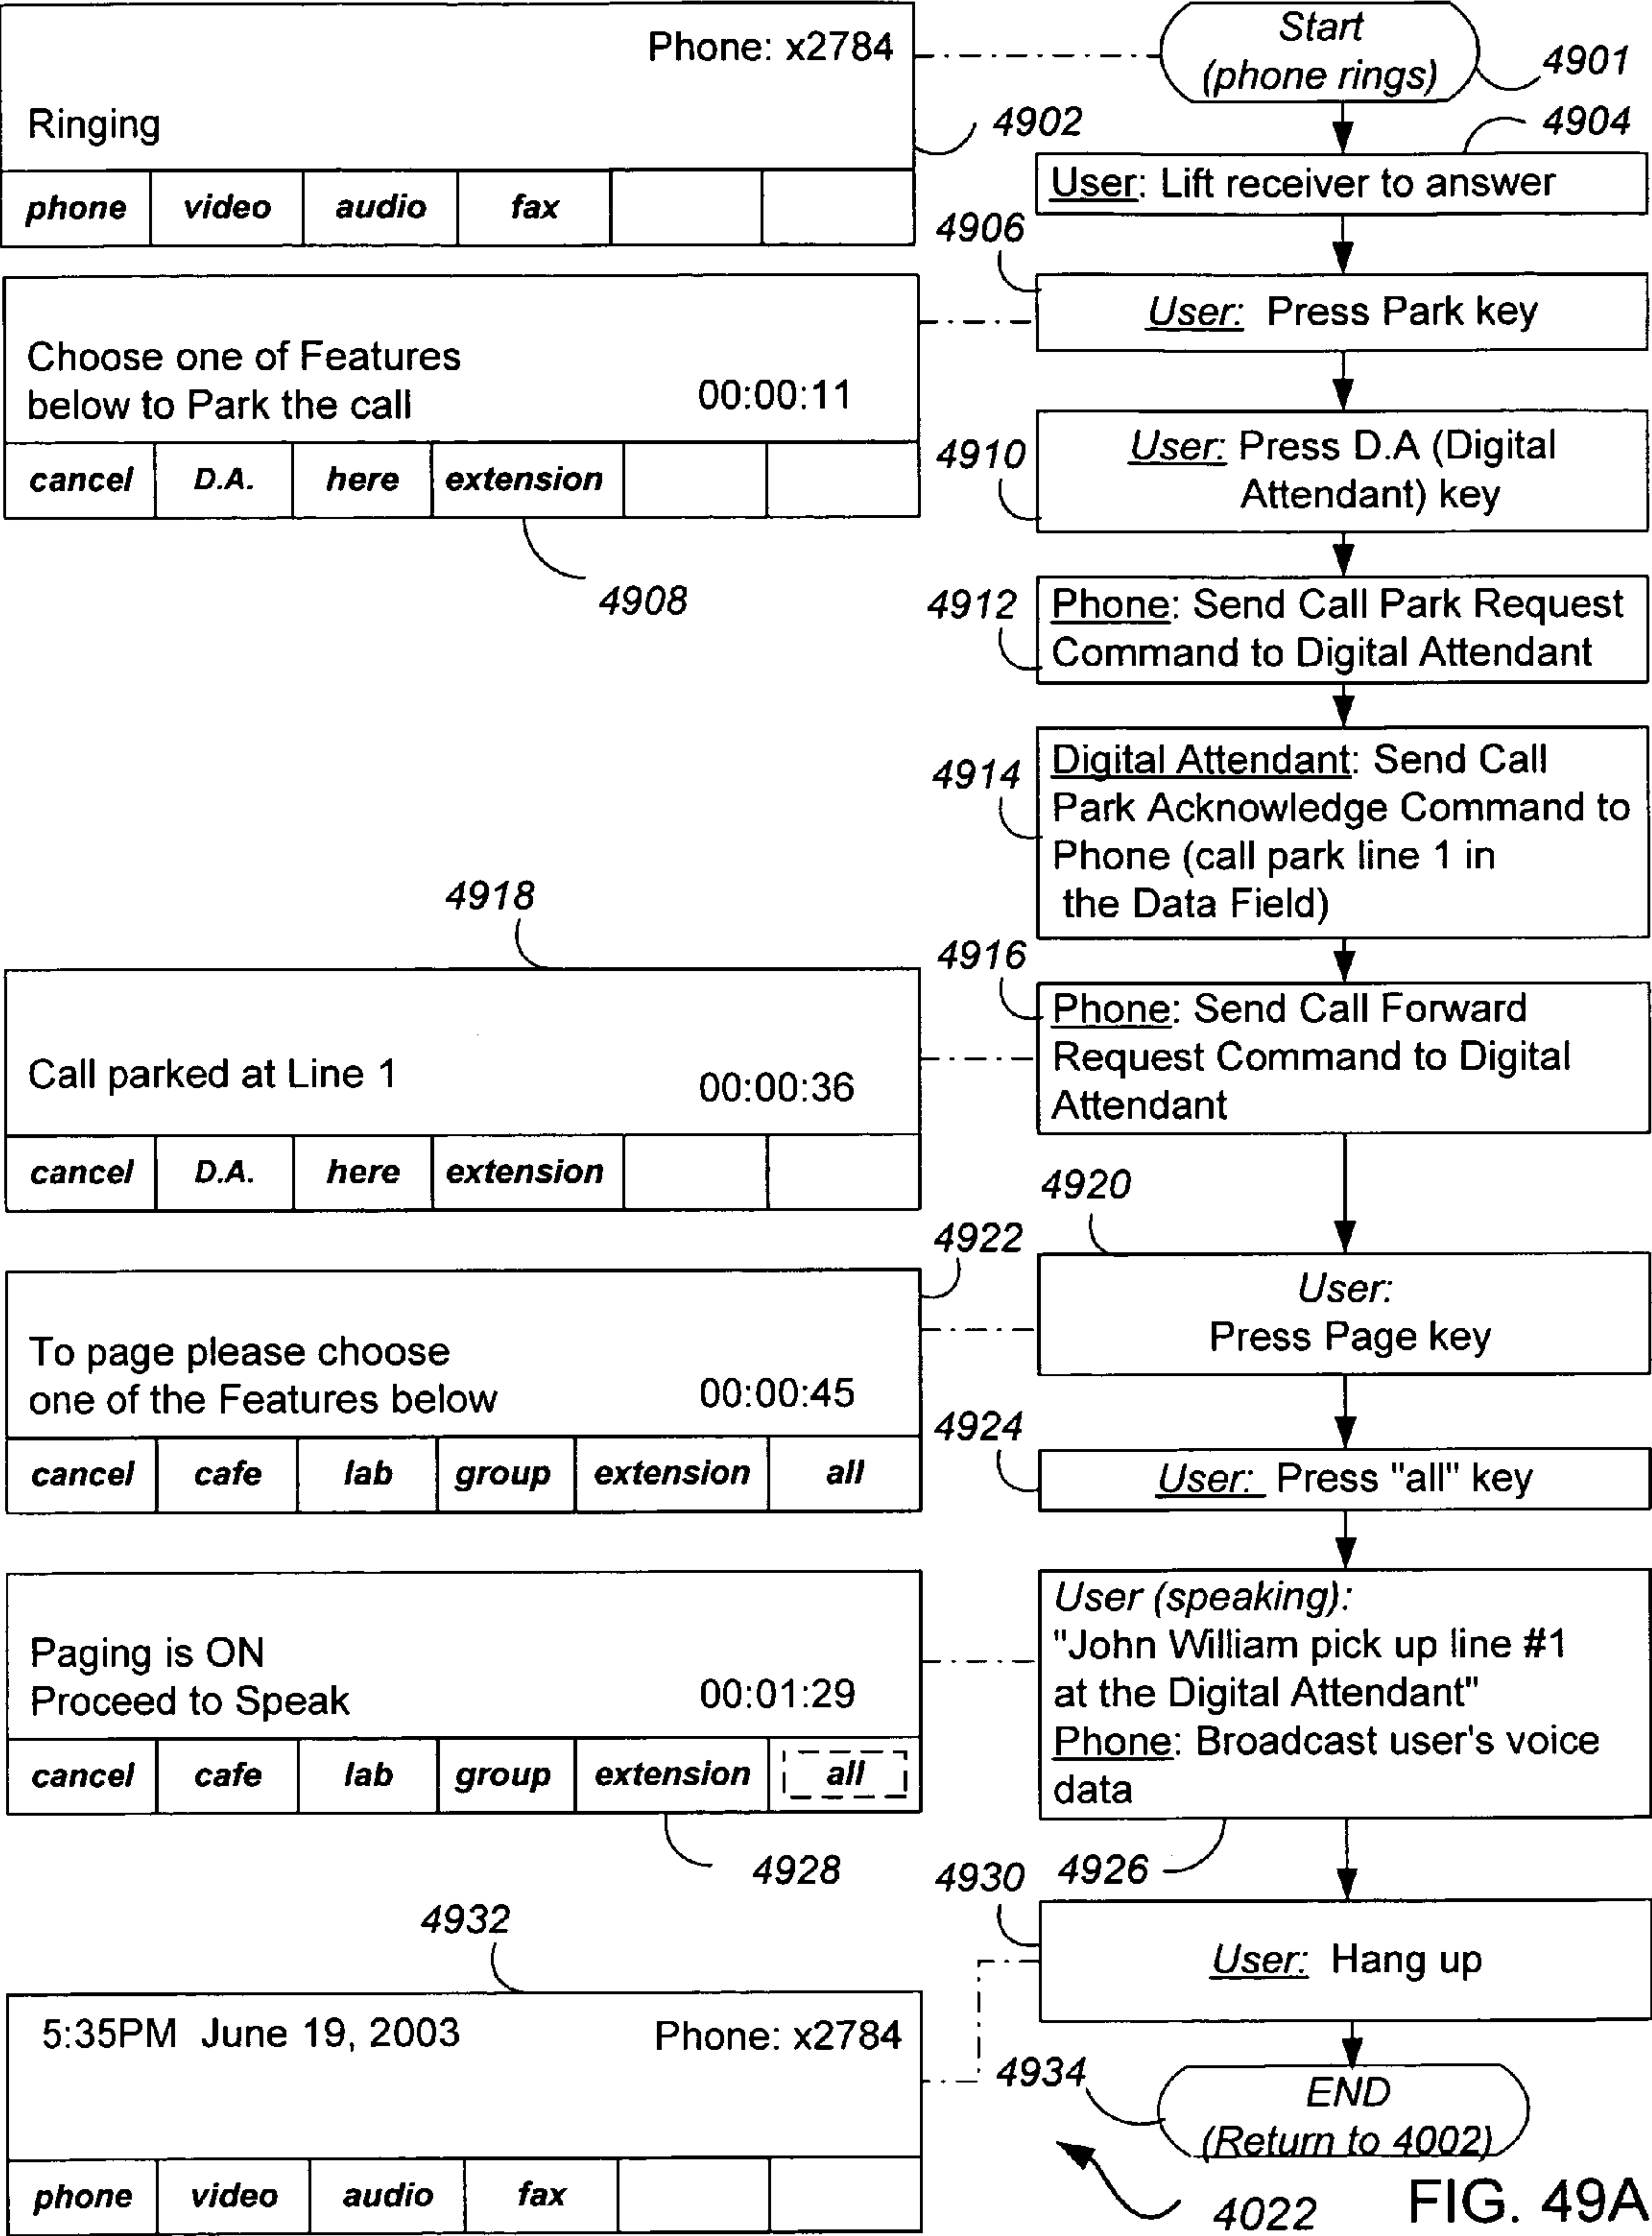 Phone: x2784
Ringing
phone video audio fax
4902
Start
(phone rings)
4901
4904
User: Lift receiver to answer
4906
User: Press Park key
Choose one of Features
below to Park the call 00:00:11
cancel D.A. here extension
4908
4910
User: Press D.A (Digital
Attendant) key
4912
Phone: Send Call Park Request
Command to Digital Attendant
4914
Digital Attendant: Send Call
Park Acknowledge Command to
Phone (call park line 1 in
the Data Field)
4918
4916
Phone: Send Call Forward
Request Command to Digital
Attendant
Call parked at Line 1 00:00:36
cancel D.A. here extension
4920
4922
User:
Press Page key
To page please choose
one of the Features below 00:00:45
cancel cafe lab group extension all
4924
User: Press "all" key
Paging is ON
Proceed to Speak 00:01:29
cancel cafe lab group extension all
4928
User (speaking):
"John William pick up line #1
at the Digital Attendant"
Phone: Broadcast user's voice
data
4926
4930
User: Hang up
4932
5:35PM June 19, 2003 Phone: x2784
phone video audio fax
4934
END
(Return to 4002)
4022
FIG. 49A